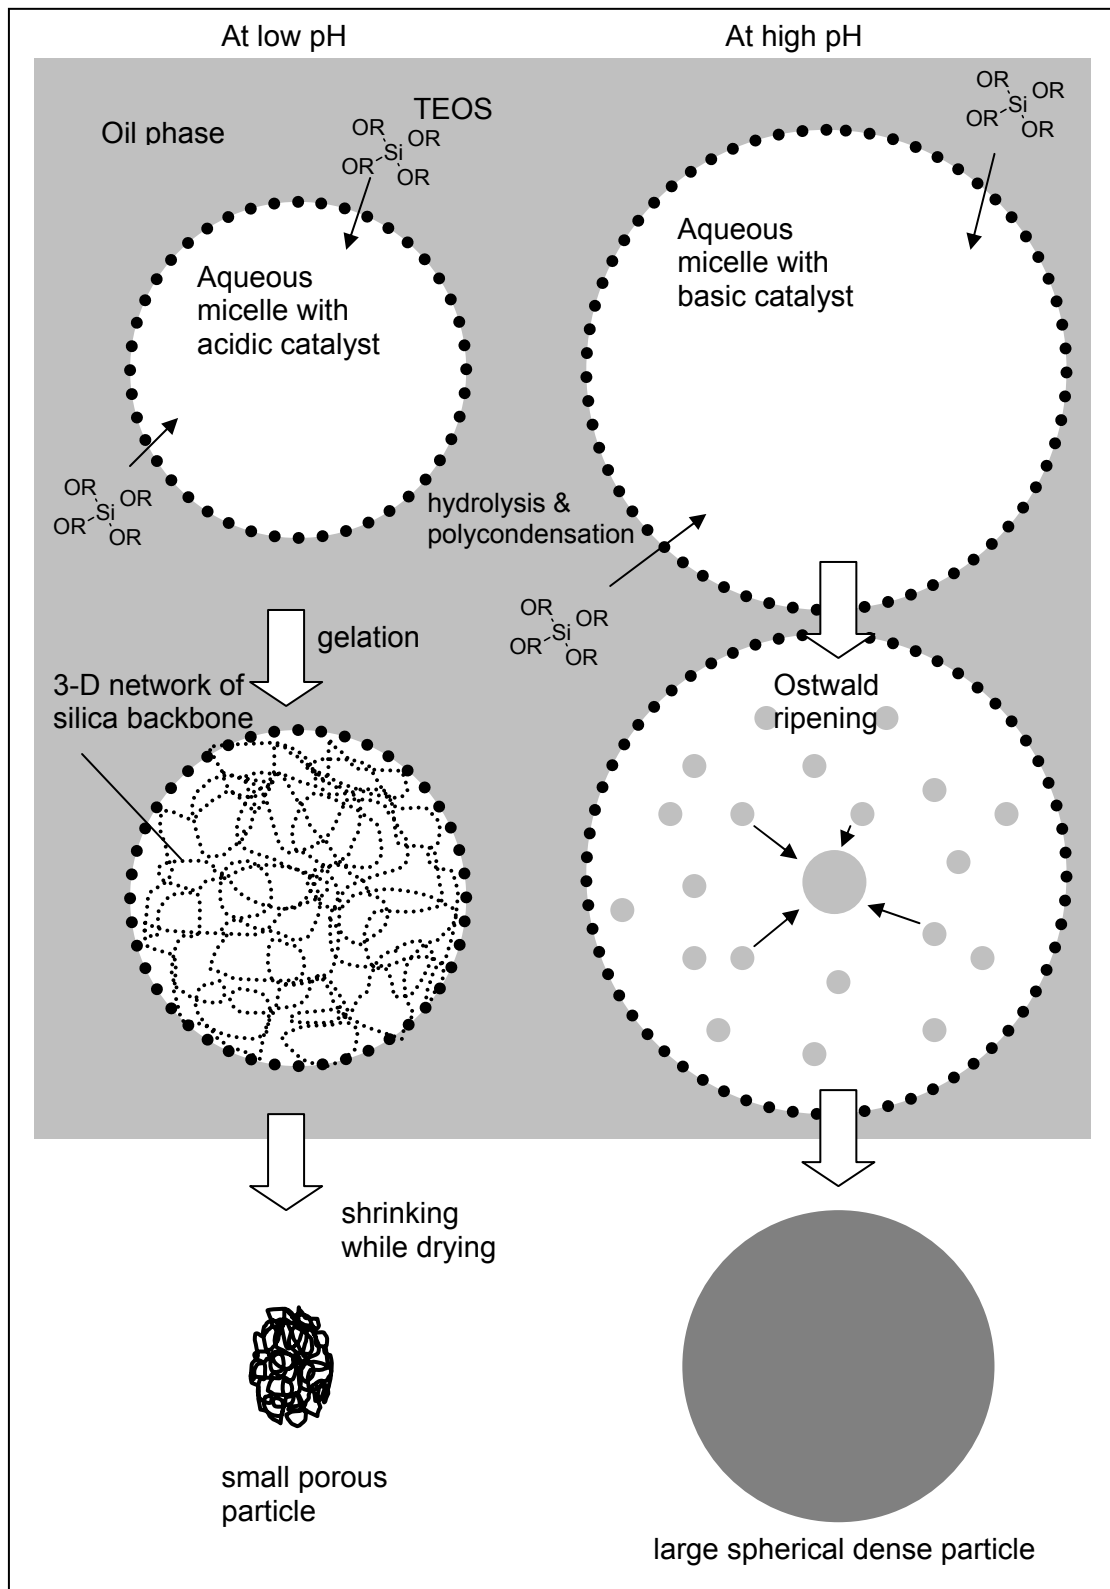 At low pH
At high pH
Oil phase
TEOS
OR
OR
Si
OR
OR
OR
OR
Si
OR
OR
Aqueous
micelle with
acidic catalyst
Aqueous
micelle with
basic catalyst
OR
OR
Si
OR
OR
hydrolysis &
polycondensation
OR
OR
Si
OR
OR
gelation
3-D network of
silica backbone
Ostwald
ripening
shrinking
while drying
small porous
particle
large spherical dense particle